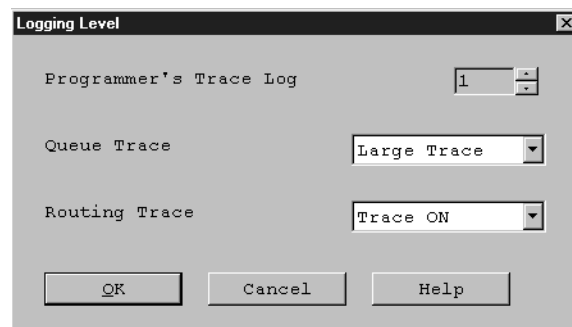 Logging Level
Programmer's Trace Log 1
Queue Trace Large Trace
Routing Trace Trace ON
OK Cancel Help